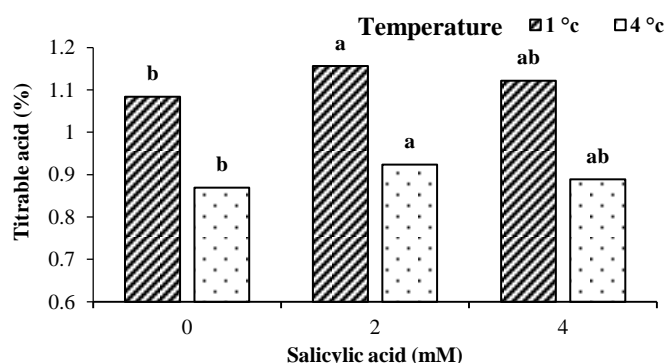 Temperature 1 °c 4 °c
Titrable acid (%)
1.2
1.1
1
0.9
0.8
0.7
0.6
b
b
a
a
ab
ab
0
2
4
Salicylic acid (mM)